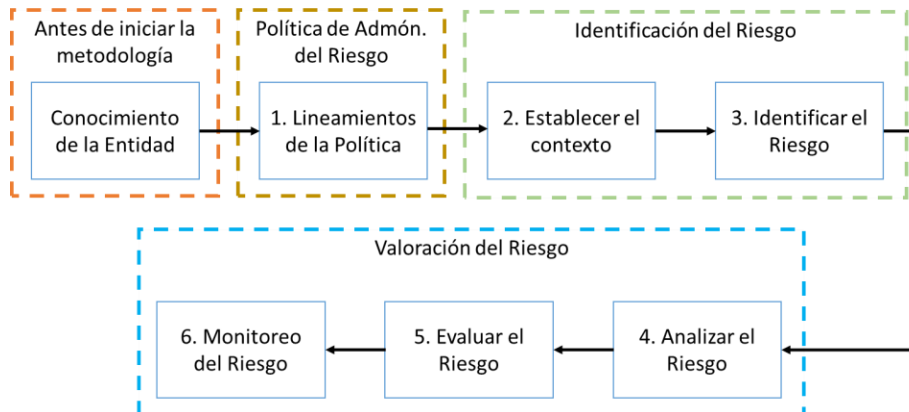 Antes de iniciar la
metodología
Conocimiento
de la Entidad
Política de Admón.
del Riesgo
1. Lineamientos
de la Política
Identificación del Riesgo
2. Establecer el
contexto
3. Identificar el
Riesgo
Valoración del Riesgo
4. Analizar el
Riesgo
5. Evaluar el
Riesgo
6. Monitoreo
del Riesgo